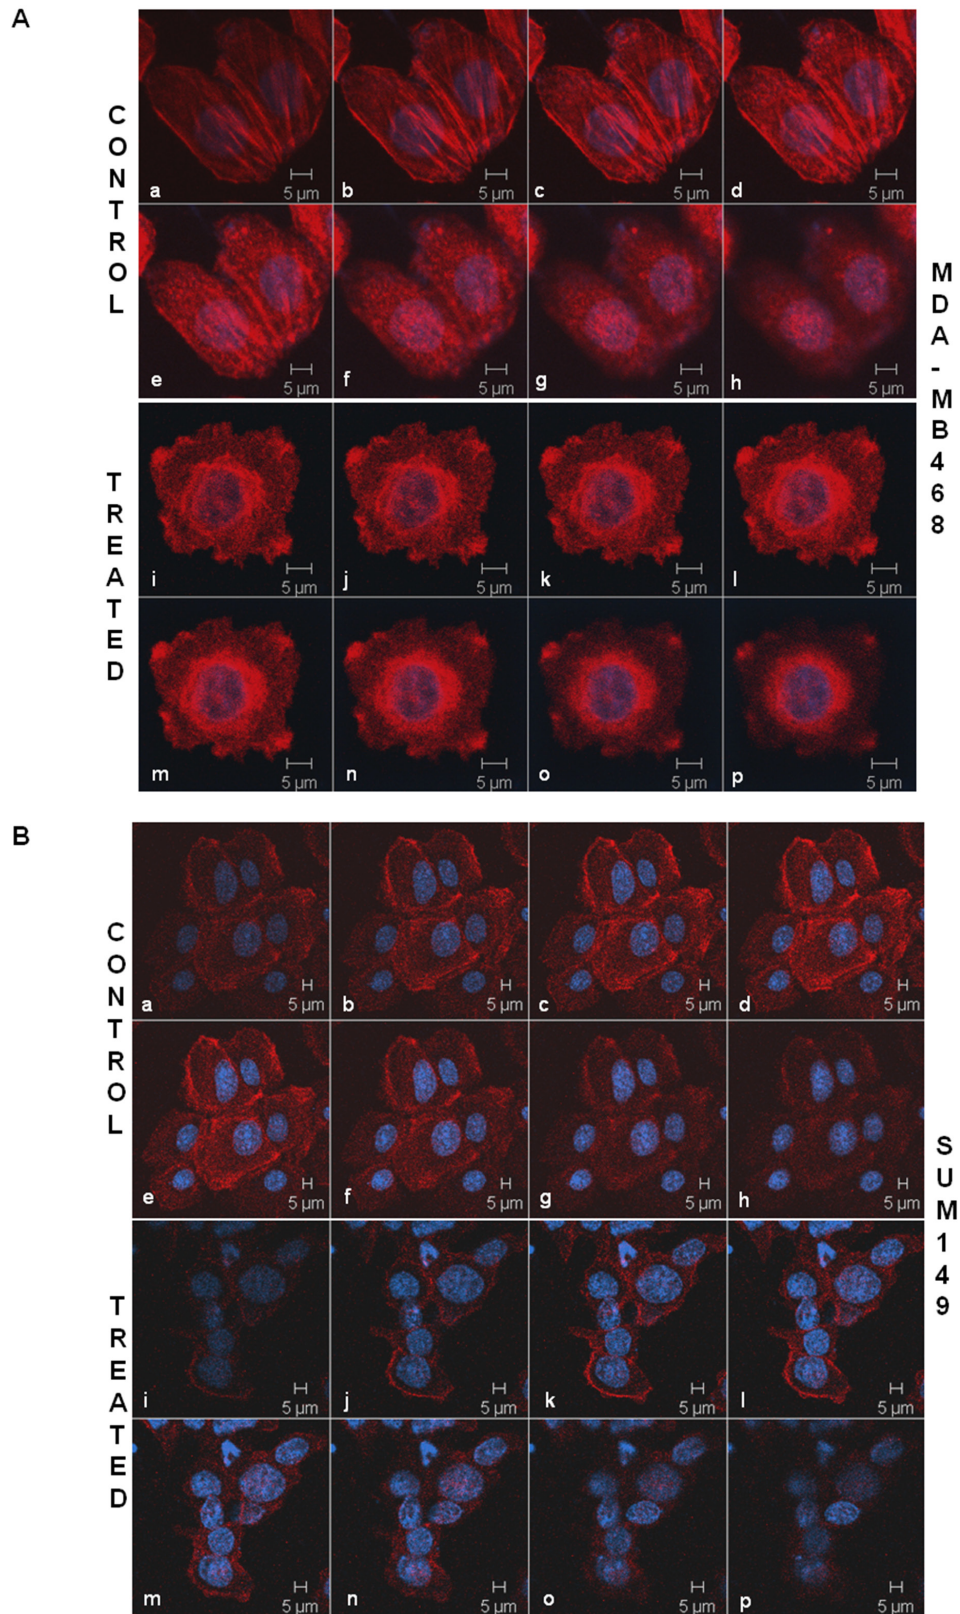 A
CONTROL
a 5 µm
b 5 µm
c 5 µm
d 5 µm
e 5 µm
f 5 µm
g 5 µm
h 5 µm
TREATED
i 5 µm
j 5 µm
k 5 µm
l 5 µm
m 5 µm
n 5 µm
o 5 µm
p 5 µm
MDA-MB468
B
CONTROL
a 5 µm
b 5 µm
c 5 µm
d 5 µm
e 5 µm
f 5 µm
g 5 µm
h 5 µm
TREATED
i 5 µm
j 5 µm
k 5 µm
l 5 µm
m 5 µm
n 5 µm
o 5 µm
p 5 µm
SUM149